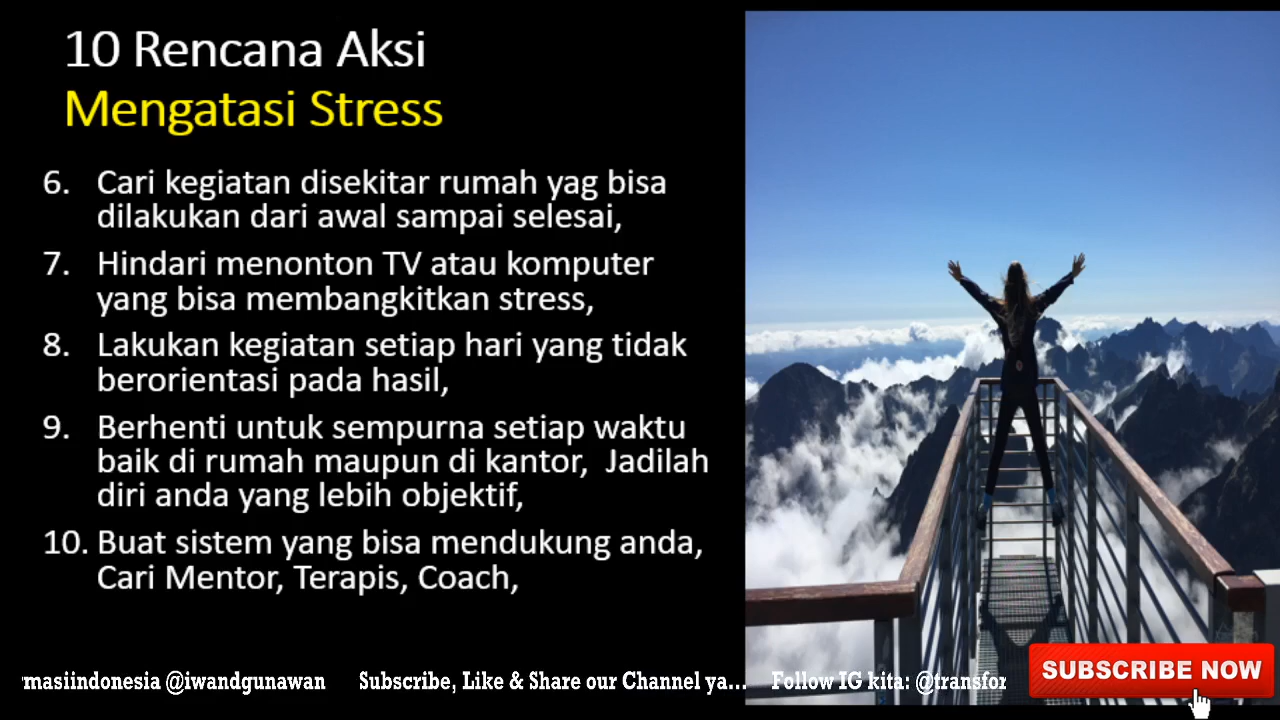 10 Rencana Aksi
Mengatasi Stress
6. Cari kegiatan disekitar rumah yag bisa
dilakukan dari awal sampai selesai,
7. Hindari menonton TV atau komputer
yang bisa membangkitkan stress,
8. Lakukan kegiatan setiap hari yang tidak
berorientasi pada hasil,
9. Berhenti untuk sempurna setiap waktu
baik di rumah maupun di kantor, Jadilah
diri anda yang lebih objektif,
10. Buat sistem yang bisa mendukung anda,
Cari Mentor, Terapis, Coach,
masiindonesia @iwandgunawan Subscribe, Like & Share our Channel ya... Follow IG kita: @transfor
SUBSCRIBE NOW